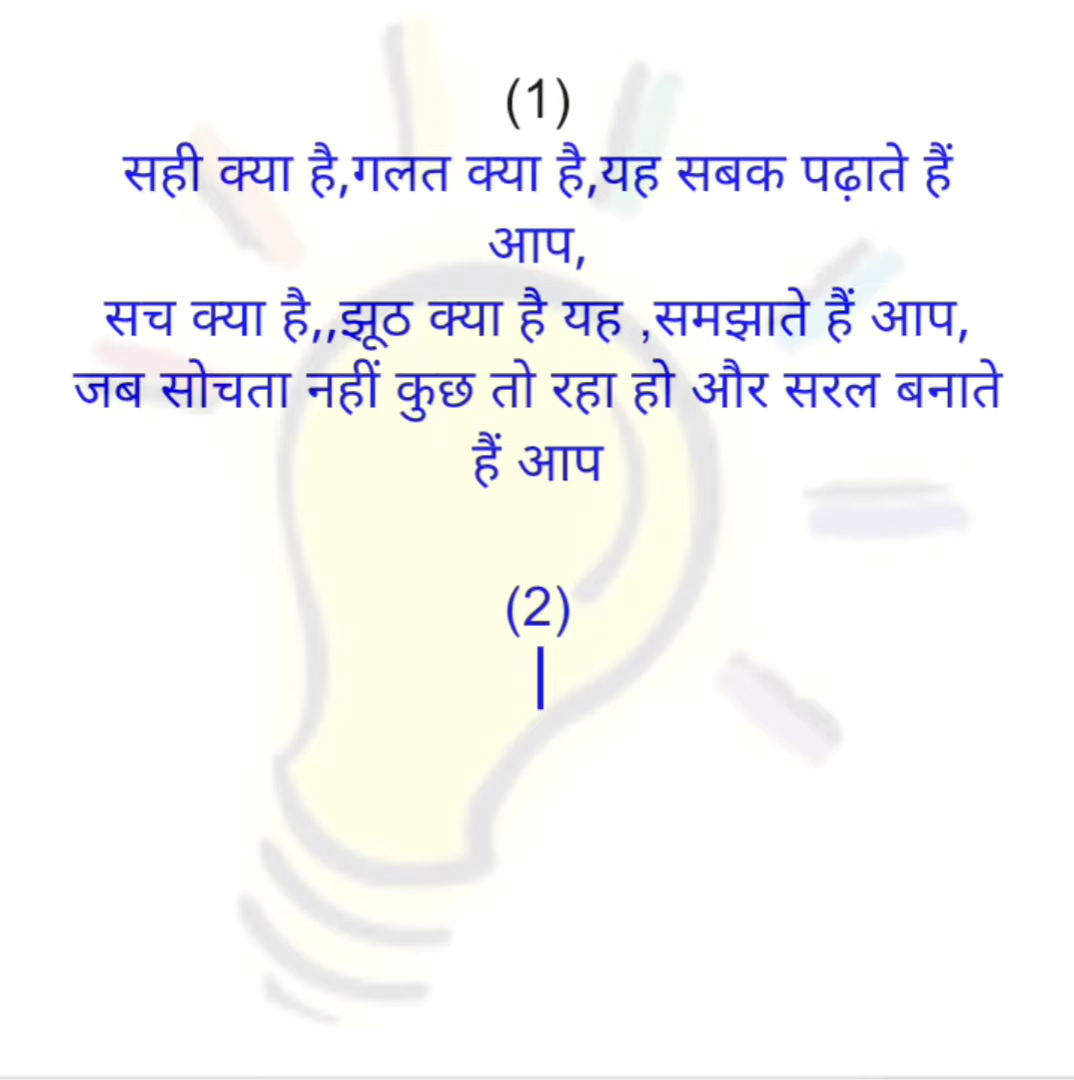 (1)
सही क्या है,गलत क्या है,यह सबक पढ़ाते हैं
आप,
सच क्या है,,झूठ क्या है यह ,समझाते हैं आप,
जब सोचता नहीं कुछ तो रहा हो और सरल बनाते
हैं आप
(2)